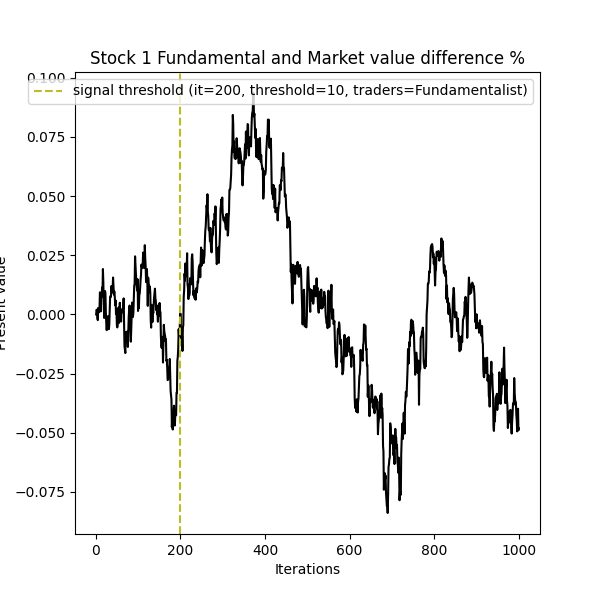 Stock 1 Fundamental and Market value difference %
0.100
signal threshold (it=200, threshold=10, traders=Fundamentalist)
0.075
0.050
0.025
0.000
−0.025
−0.050
−0.075
Present value
0 200 400 600 800 1000
Iterations